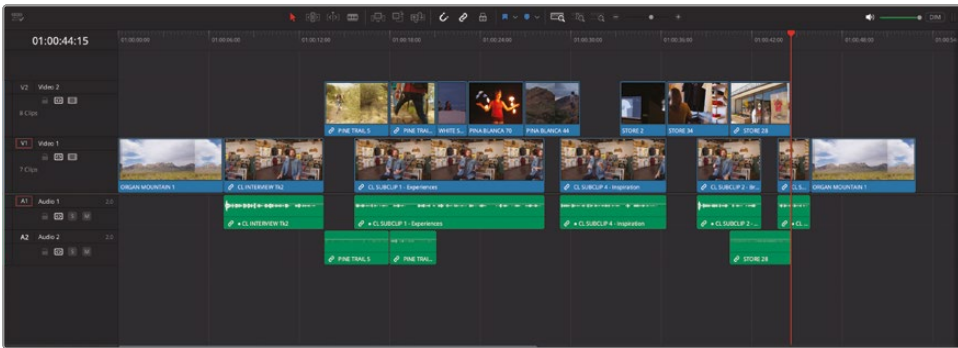 DIM
01:00:44:15
01:00:00:00 01:00:06:00 01:00:12:00 01:00:18:00 01:00:24:00 01:00:30:00 01:00:36:00 01:00:42:00 01:00:48:00
V2 Video 2
8 Clips
PINE TRAIL 5 PINE TRAIL... WHITE S... PINA BLANCA 70 PINA BLANCA 44 STORE 2 STORE 34 STORE 28
V1 Video 1
7 Clips
ORGAN MOUNTAIN 1 CL INTERVIEW Tk2 CL SUBCLIP 1 - Experiences CL SUBCLIP 4 - Inspiration CL SUBCLIP 2 - Br... CL S... ORGAN MOUNTAIN 1
A1 Audio 1 2.0
S M
• CL INTERVIEW Tk2 • CL SUBCLIP 1 - Experiences • CL SUBCLIP 4 - Inspiration • CL SUBCLIP 2 -... • CL ...
A2 Audio 2 2.0
S M
PINE TRAIL 5 PINE TRAIL... STORE 28